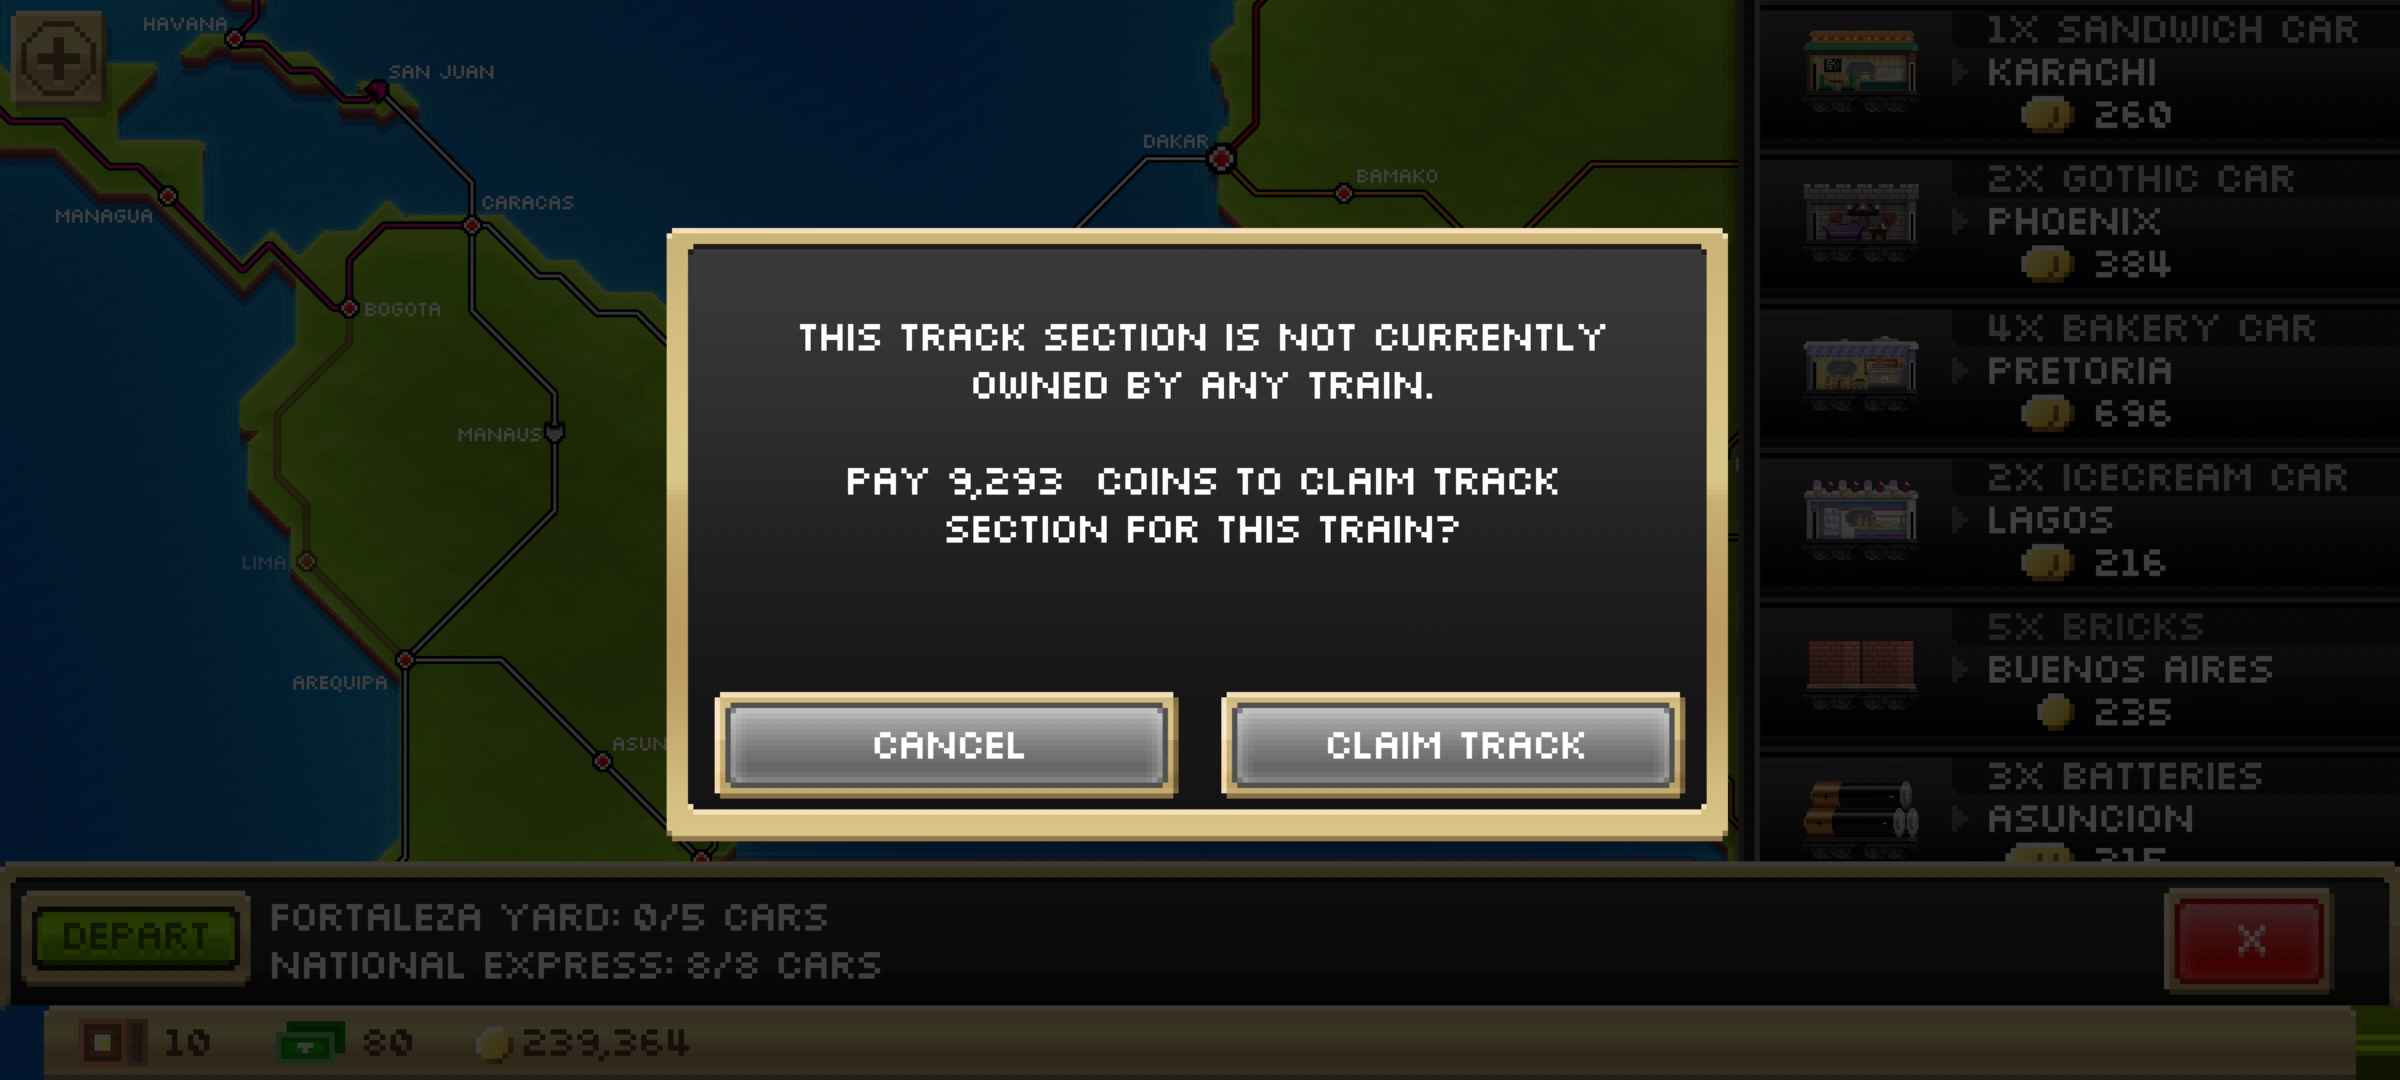 HAVANA
SAN JUAN
MANAGUA
CARACAS
BOGOTA
MANAUS
LIMA
AREQUIPA
ASUN
DAKAR
BAMAKO
THIS TRACK SECTION IS NOT CURRENTLY
OWNED BY ANY TRAIN.
PAY 9,293 COINS TO CLAIM TRACK
SECTION FOR THIS TRAIN?
CANCEL
CLAIM TRACK
1X SANDWICH CAR
KARACHI
260
2X GOTHIC CAR
PHOENIX
384
4X BAKERY CAR
PRETORIA
696
2X ICECREAM CAR
LAGOS
216
5X BRICKS
BUENOS AIRES
235
3X BATTERIES
ASUNCION
DEPART
FORTALEZA YARD: 0/5 CARS
NATIONAL EXPRESS: 8/8 CARS
X
10
80
239,364